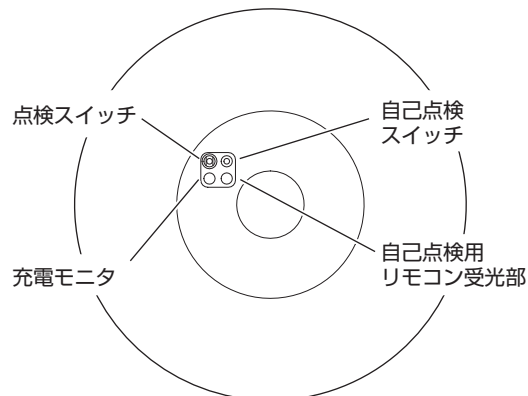 点検スイッチ
自己点検
スイッチ
充電モニタ
自己点検用
リモコン受光部